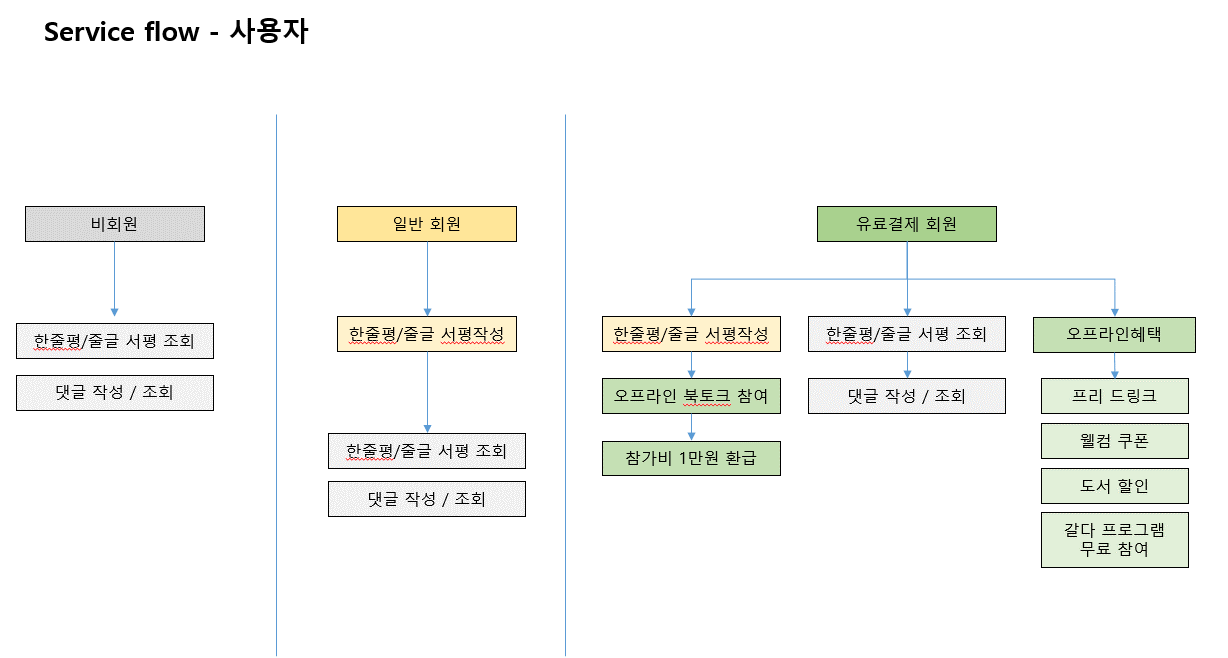 Service flow - 사용자
비회원
한줄평/줄글 서평 조회
댓글 작성 / 조회
일반 회원
한줄평/줄글 서평작성
한줄평/줄글 서평 조회
댓글 작성 / 조회
유료결제 회원
한줄평/줄글 서평작성
오프라인 북토크 참여
참가비 1만원 환급
한줄평/줄글 서평 조회
댓글 작성 / 조회
오프라인혜택
프리 드링크
웰컴 쿠폰
도서 할인
갈다 프로그램
무료 참여